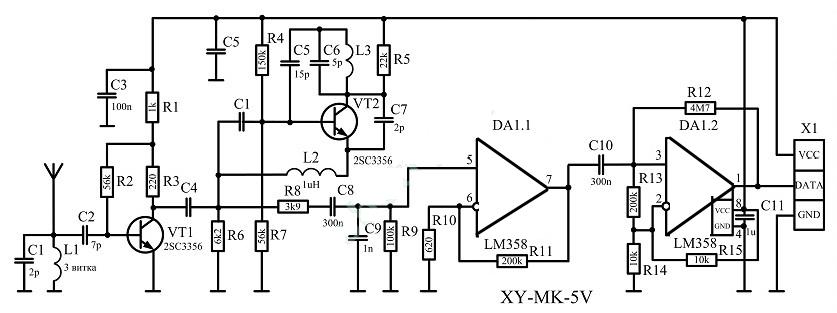 C5
R4
150k
C5
15p
C6
5p
L3
R5
22k
C3
100n
R1
1k
C1
VT2
2SC3356
C7
2p
R2
56k
220
R3
C4
L2
1uH
R8
3k9
C8
300n
C2
7p
VT1
2SC3356
C1
2p
L1
3 витка
R6
6k2
R7
56k
C9
1n
R9
100k
DA1.1
5
6
7
LM358
R10
620
R11
200k
C10
300n
R12
4M7
DA1.2
3
2
1
8
4
VCC
GND
LM358
R13
200k
R14
10k
R15
10k
C11
1u
X1
VCC
DATA
GND
XY-MK-5V